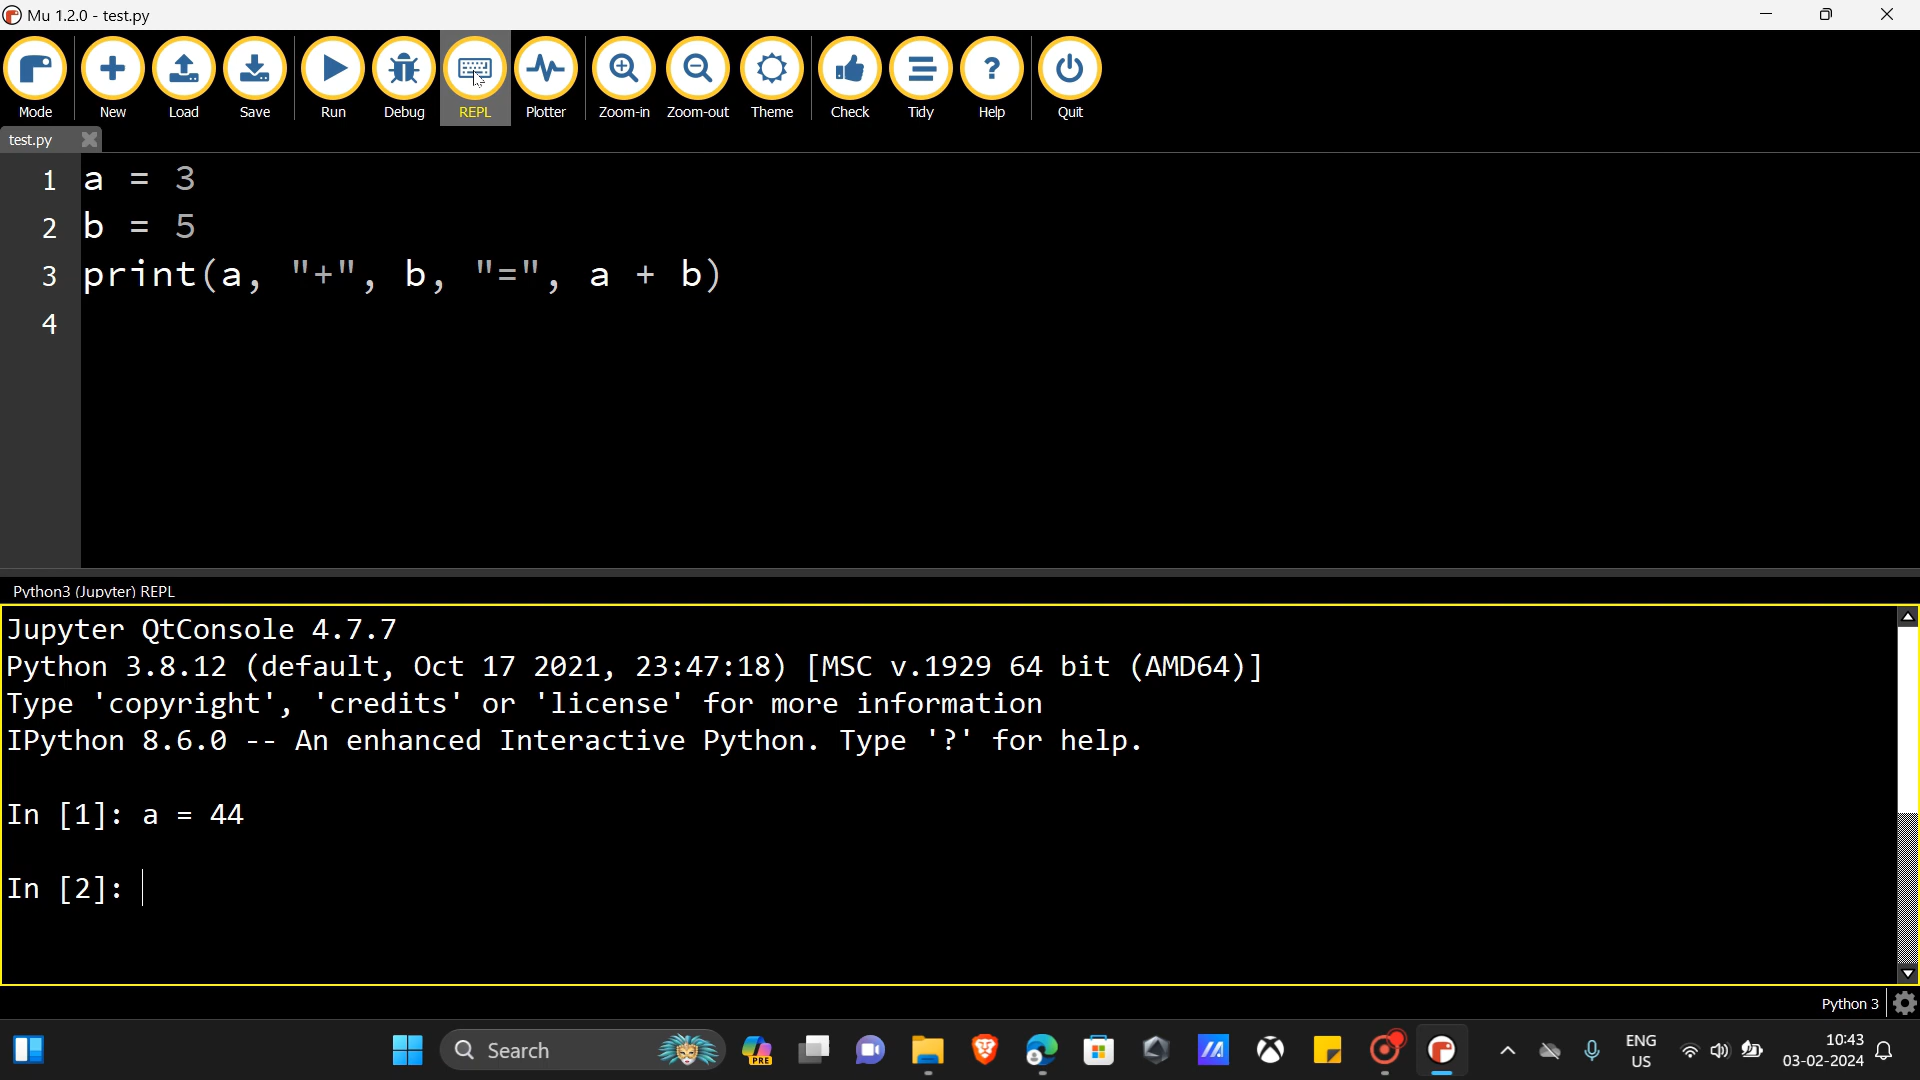 Mu 1.2.0 - test.py
Mode New Load Save Run Debug REPL Plotter Zoom-in Zoom-out Theme Check Tidy Help Quit
test.py
1 a = 3
2 b = 5
3 print(a, "+", b, "=", a + b)
4
Python3 (Jupyter) REPL
Jupyter QtConsole 4.7.7
Python 3.8.12 (default, Oct 17 2021, 23:47:18) [MSC v.1929 64 bit (AMD64)]
Type 'copyright', 'credits' or 'license' for more information
IPython 8.6.0 -- An enhanced Interactive Python. Type '?' for help.
In [1]: a = 44
In [2]:
Python 3
Search
PRE
ENG
US
10:43
03-02-2024